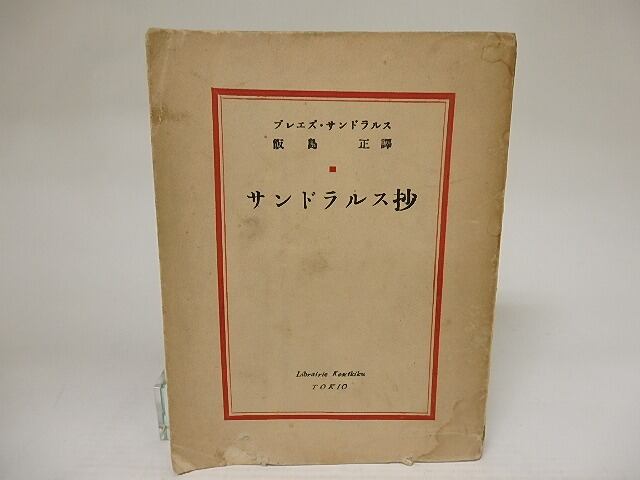 ブレエズ・サンドラルス
飯島正譯
サンドラルス抄
Librairie Kouseikaku
TOKIO